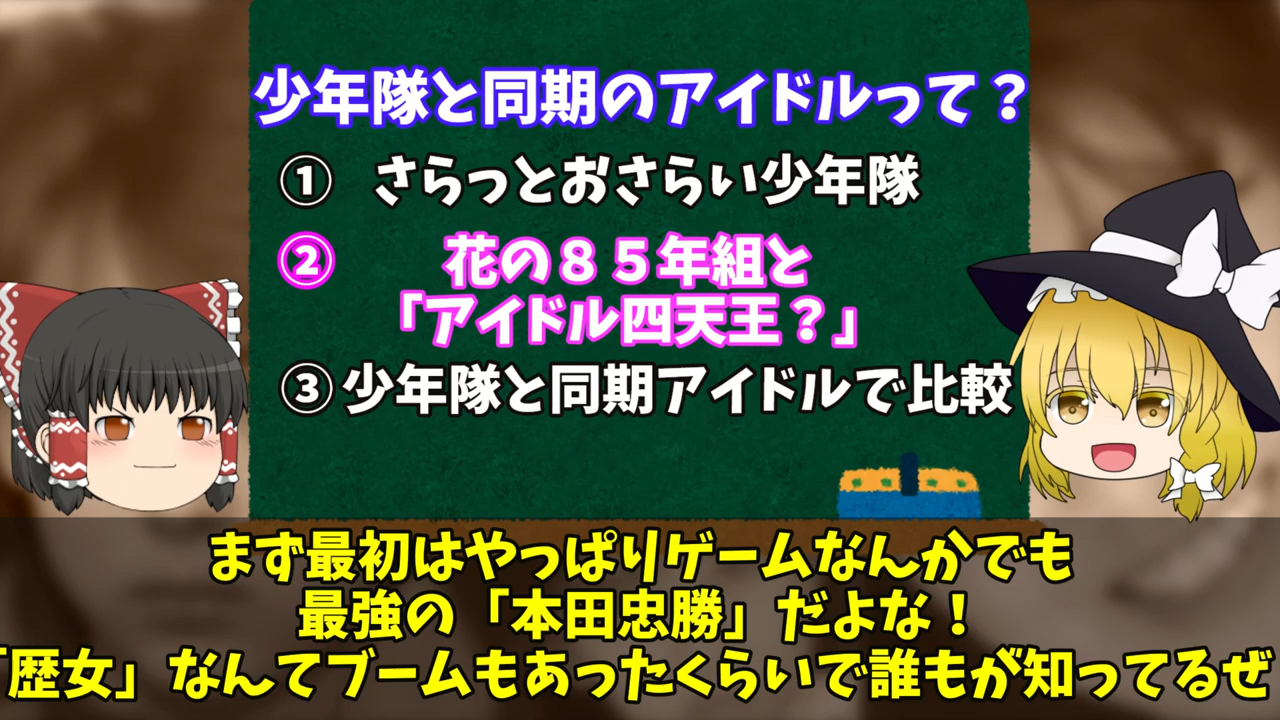 少年隊と同期のアイドルって？
① さらっとおさらい少年隊
② 花の８５年組と
「アイドル四天王？」
③少年隊と同期アイドルで比較
まず最初はやっぱりゲームなんかでも
最強の「本田忠勝」だよな！
「歴女」なんてブームもあったくらいで誰もが知ってるぜ